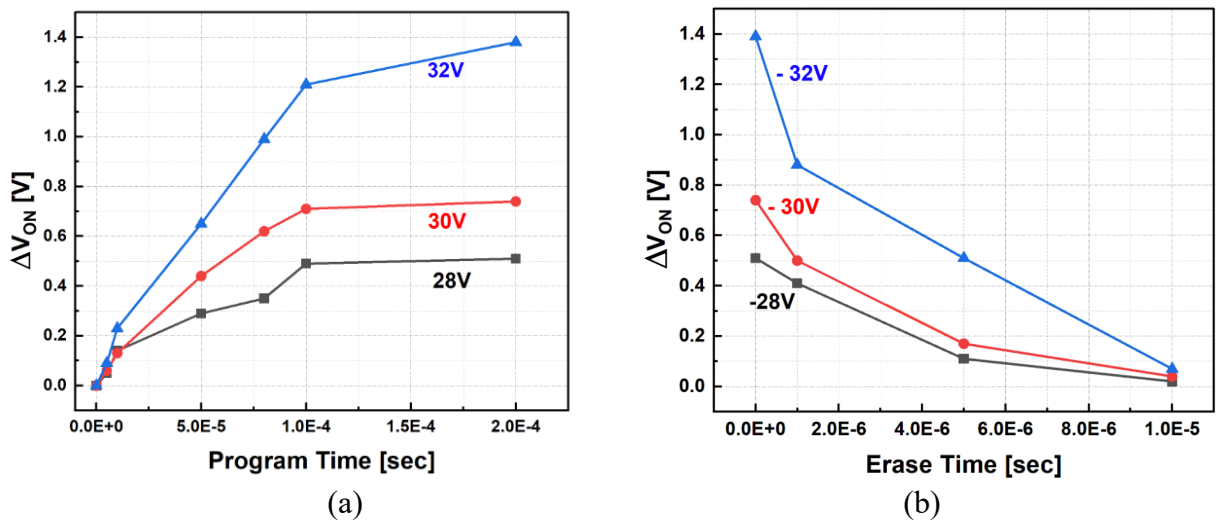 1.4
1.2
1.0
0.8
0.6
0.4
0.2
0.0
ΔV_ON [V]
32V
30V
28V
0.0E+0 5.0E-5 1.0E-4 1.5E-4 2.0E-4
Program Time [sec]
(a)
1.4
1.2
1.0
0.8
0.6
0.4
0.2
0.0
ΔV_ON [V]
- 32V
- 30V
-28V
0.0E+0 2.0E-6 4.0E-6 6.0E-6 8.0E-6 1.0E-5
Erase Time [sec]
(b)